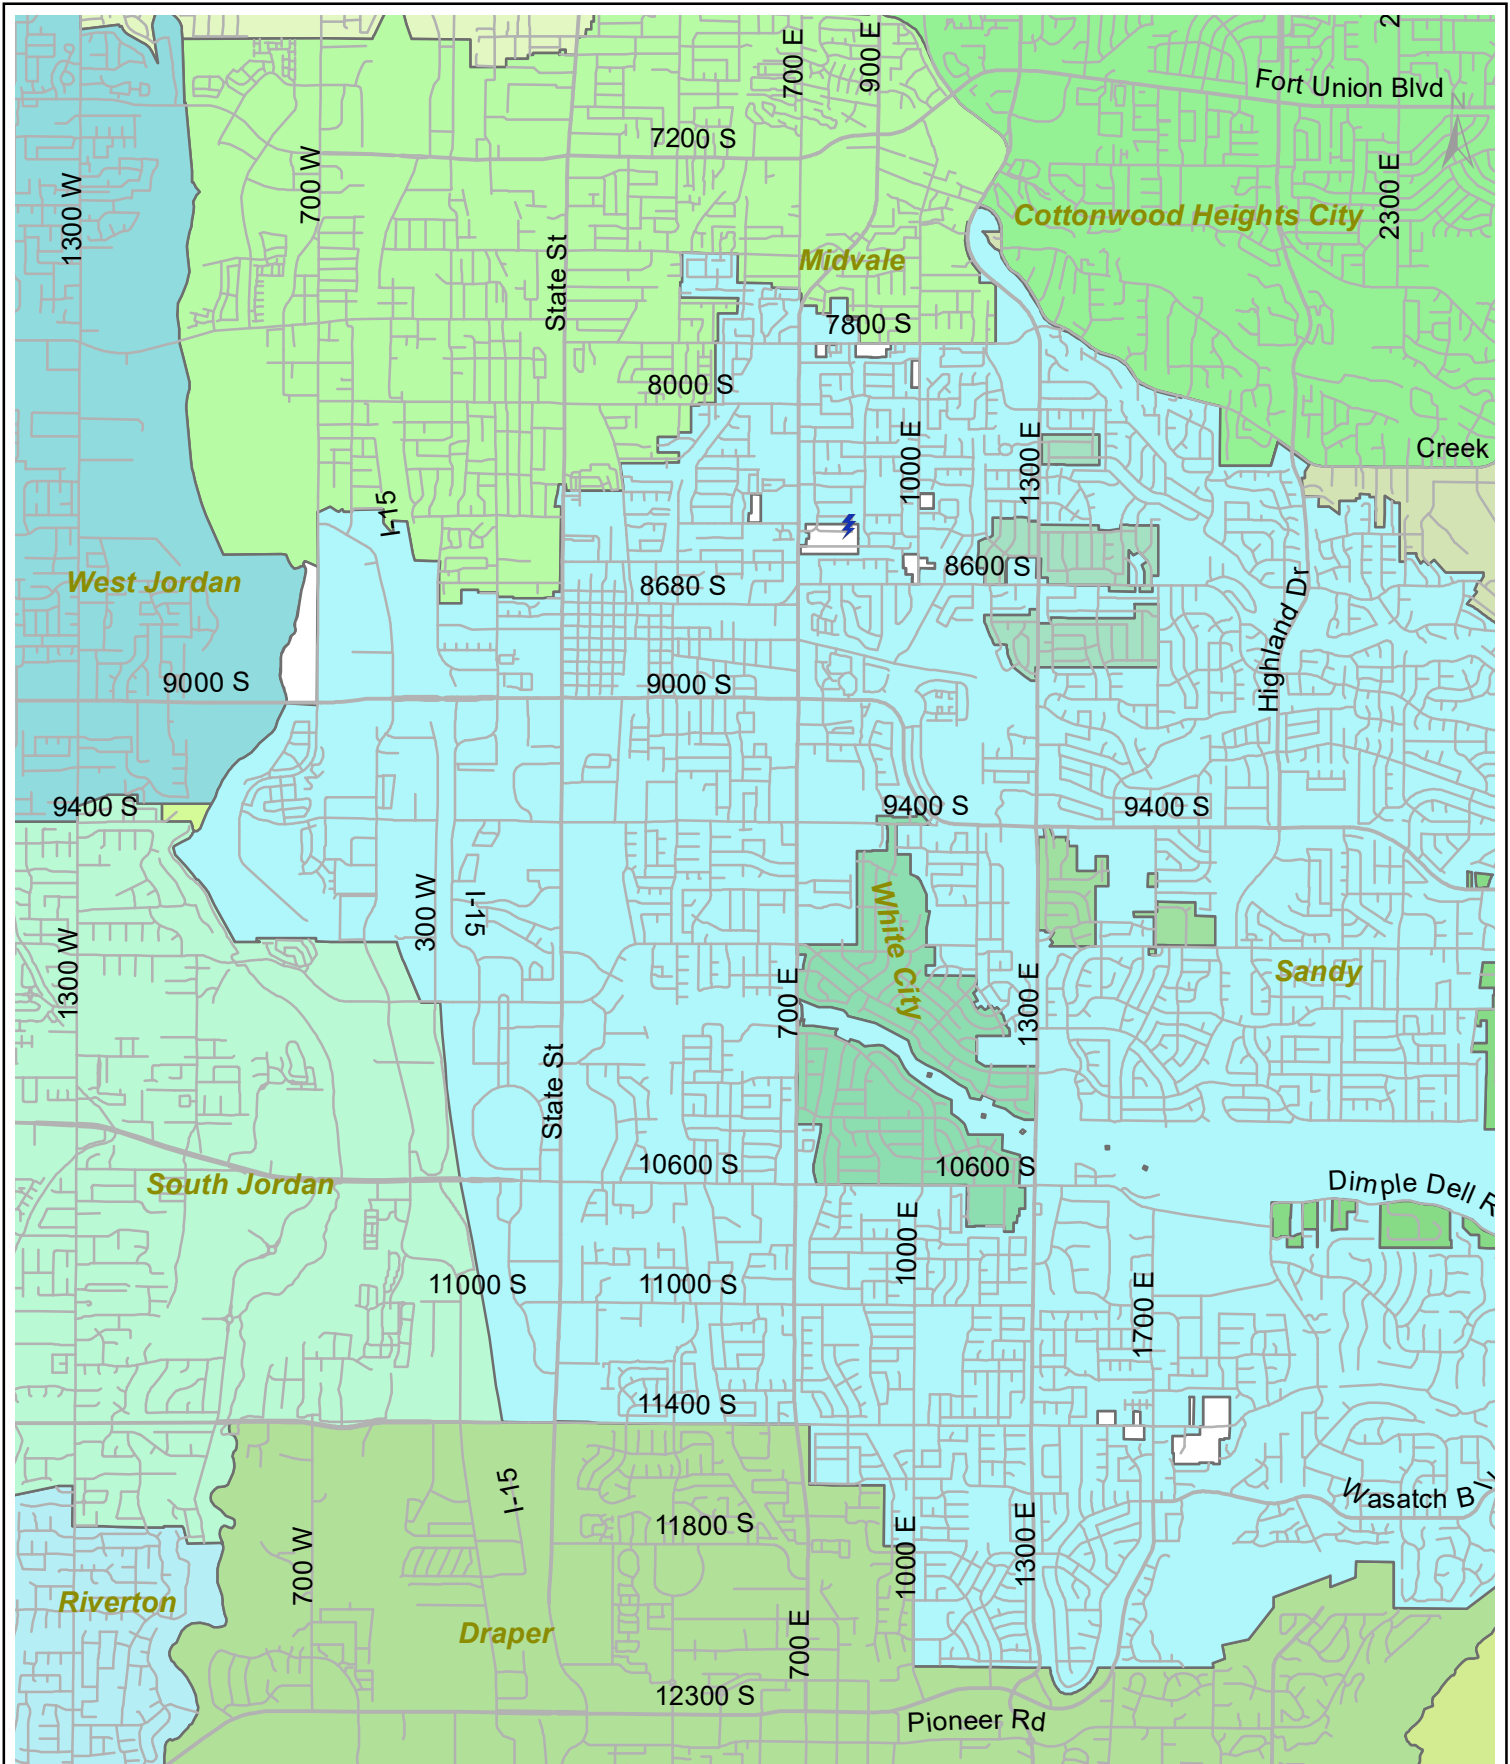 2
700 E
900 E
Fort Union Blvd
N
7200 S
1300 W
700 W
2300 E
Cottonwood Heights City
State St
Midvale
7800 S
8000 S
1000 E
1300 E
Creek
I-15
8600 S
West Jordan
8680 S
Highland Dr
9000 S
9000 S
9400 S
9400 S
9400 S
300 W
I-15
White City
1300 W
Sandy
700 E
1300 E
State St
10600 S
10600 S
South Jordan
Dimple Dell R
1000 E
11000 S
11000 S
1700 E
11400 S
I-15
Wasatch Blv
11800 S
1000 E
1300 E
700 W
Riverton
Draper
700 E
12300 S
Pioneer Rd